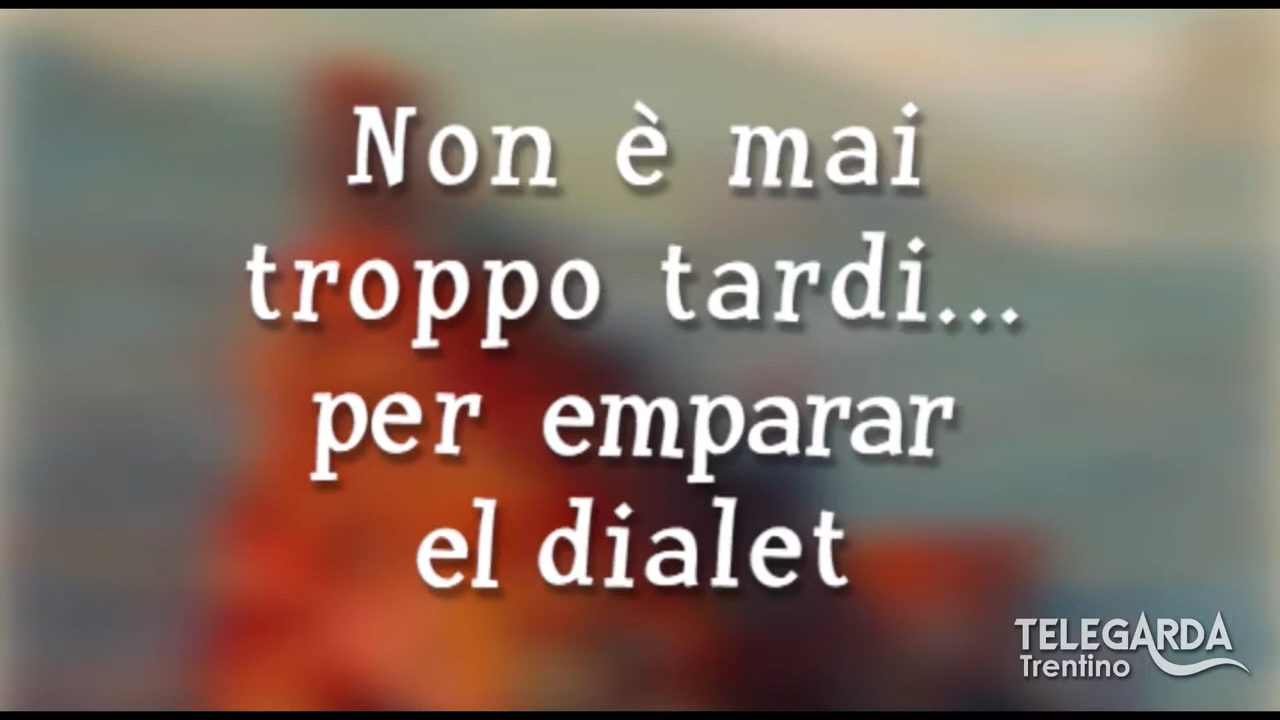 Non è mai
troppo tardi...
per emparar
el dialet
TELEGARDA
Trentino